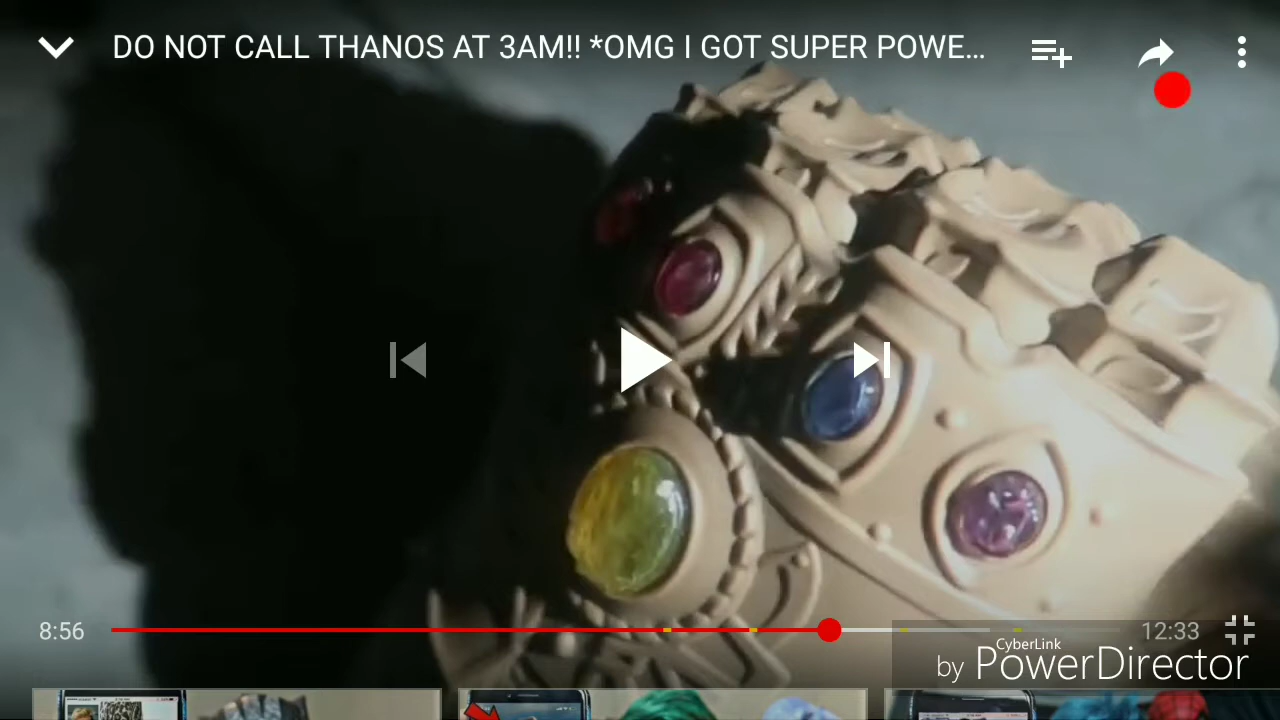 DO NOT CALL THANOS AT 3AM!! *OMG I GOT SUPER POWE...
8:56
12:33
CyberLink
by PowerDirector